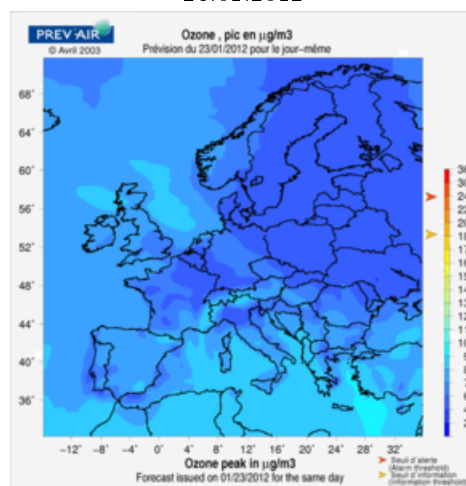 PREV'AIR
© Avril 2003
Ozone , pic en µg/m3
Prévision du 23/01/2012 pour le jour-même
68°
64°
60°
56°
52°
48°
44°
40°
36°
-12° -8° -4° 0° 4° 8° 12° 16° 20° 24° 28° 32°
Ozone peak in µg/m3
Forecast issued on 01/23/2012 for the same day
Seuil d'alerte
(Alarm threshold)
Seuil d'information
(Information threshold)